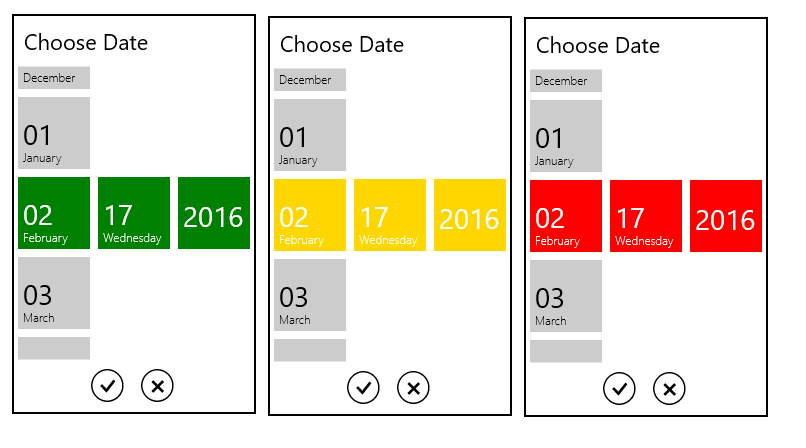 Choose Date
December
01
January
02
February
17
Wednesday
2016
03
March
Choose Date
December
01
January
02
February
17
Wednesday
2016
03
March
Choose Date
December
01
January
02
February
17
Wednesday
2016
03
March